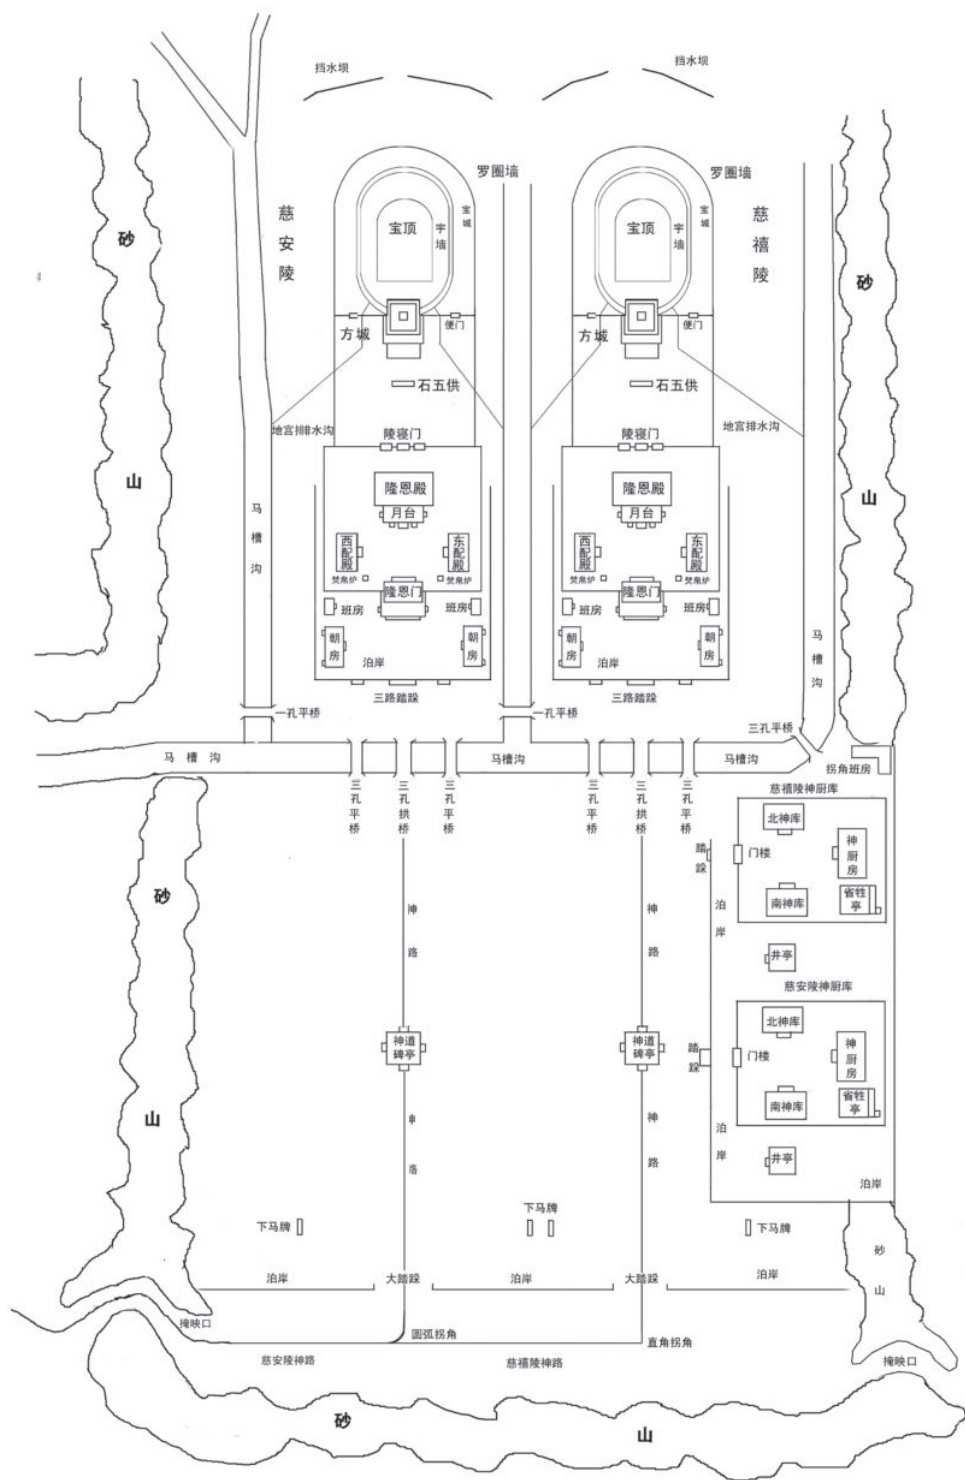 挡水坝
挡水坝
罗圈墙
罗圈墙
慈安陵
宝顶
宇墙
宝城
宝顶
宇墙
宝城
慈禧陵
砂
砂
方城
便门
方城
便门
石五供
石五供
地宫排水沟
陵寝门
陵寝门
地宫排水沟
山
山
隆恩殿
隆恩殿
月台
月台
马槽沟
西配殿
东配殿
西配殿
东配殿
焚帛炉
焚帛炉
焚帛炉
焚帛炉
隆恩门
隆恩门
班房
班房
班房
班房
朝房
朝房
朝房
朝房
泊岸
泊岸
马槽沟
三路踏跺
三路踏跺
一孔平桥
一孔平桥
三孔平桥
马槽沟
马槽沟
马槽沟
拐角班房
三孔平桥
三孔拱桥
三孔平桥
三孔平桥
三孔拱桥
三孔平桥
慈禧陵神厨库
北神库
踏跺
门楼
神厨房
南神库
省牲亭
砂
神路
神路
泊岸
井亭
慈安陵神厨库
北神库
神道碑亭
神道碑亭
踏跺
门楼
神厨房
南神库
省牲亭
山
神路
泊岸
井亭
泊岸
下马牌
下马牌
下马牌
砂山
泊岸
大踏跺
泊岸
大踏跺
泊岸
掩映口
圆弧拐角
直角拐角
慈安陵神路
慈禧陵神路
掩映口
砂
山